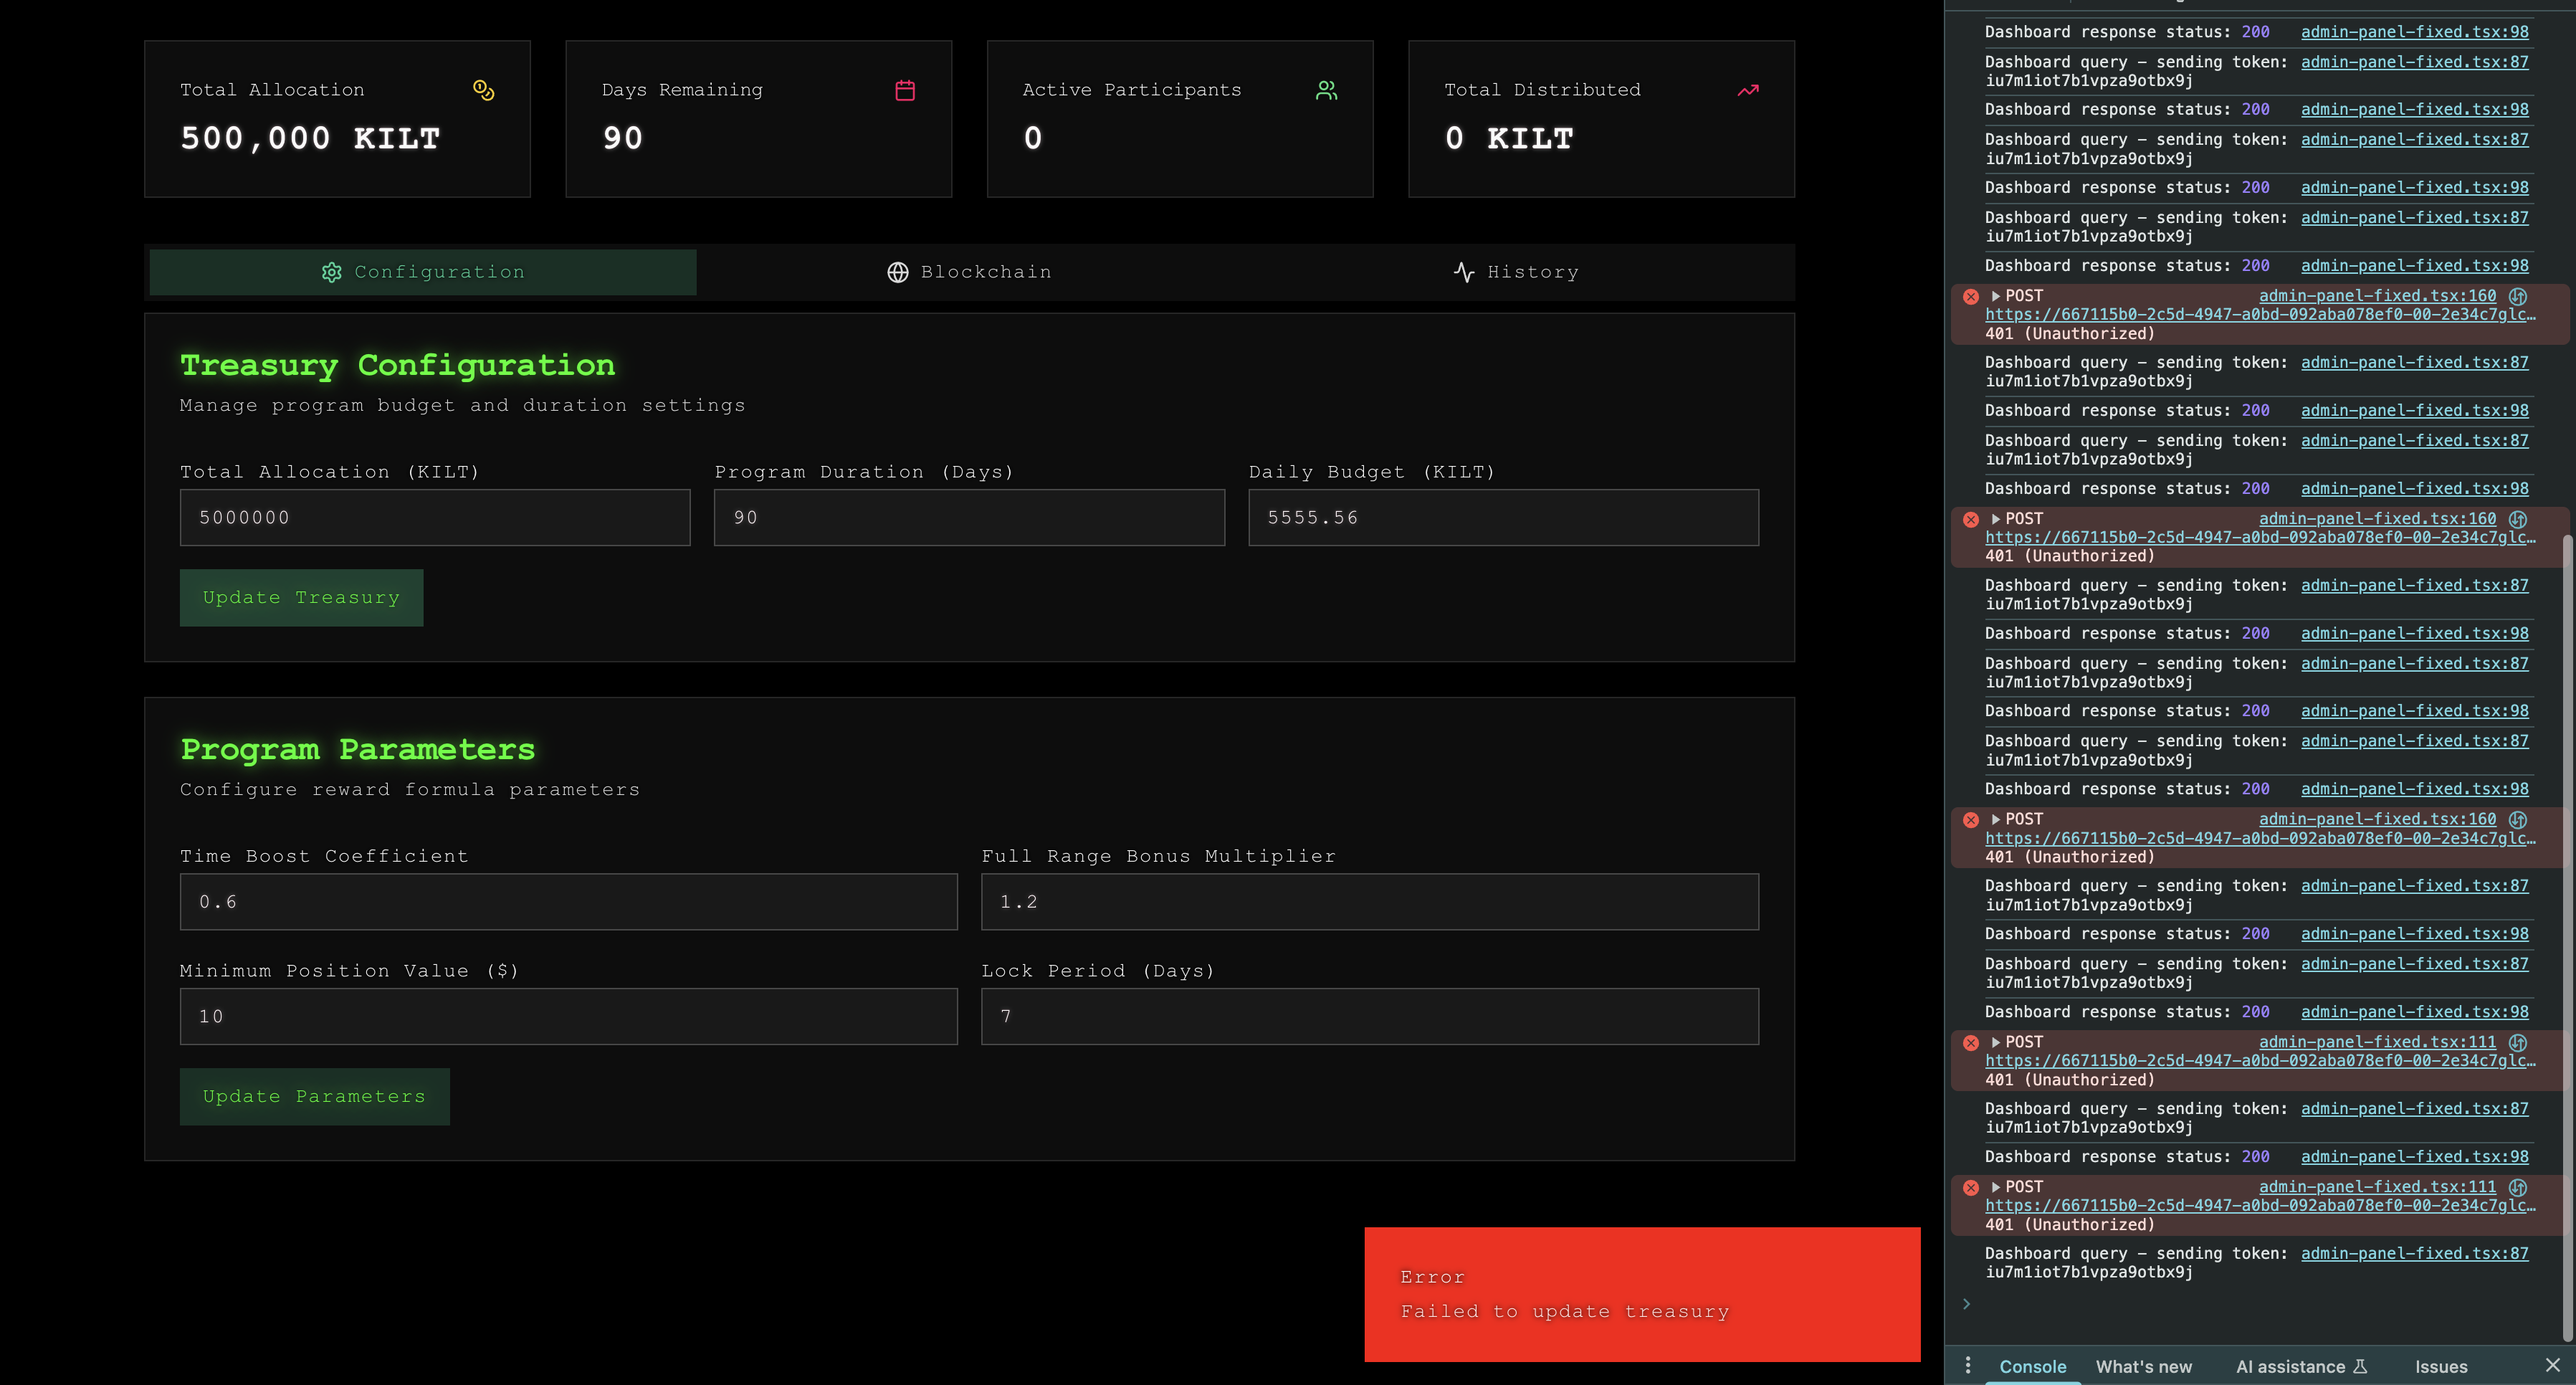 Total Allocation
500,000 KILT
Days Remaining
90
Active Participants
0
Total Distributed
0 KILT
Configuration
Blockchain
History
Treasury Configuration
Manage program budget and duration settings
Total Allocation (KILT)
5000000
Program Duration (Days)
90
Daily Budget (KILT)
5555.56
Update Treasury
Program Parameters
Configure reward formula parameters
Time Boost Coefficient
0.6
Full Range Bonus Multiplier
1.2
Minimum Position Value ($)
10
Lock Period (Days)
7
Update Parameters
Error
Failed to update treasury
Dashboard response status: 200 admin-panel-fixed.tsx:98
Dashboard query – sending token: admin-panel-fixed.tsx:87
iu7m1iot7b1vpza9otbx9j
Dashboard response status: 200 admin-panel-fixed.tsx:98
Dashboard query – sending token: admin-panel-fixed.tsx:87
iu7m1iot7b1vpza9otbx9j
Dashboard response status: 200 admin-panel-fixed.tsx:98
Dashboard query – sending token: admin-panel-fixed.tsx:87
iu7m1iot7b1vpza9otbx9j
Dashboard response status: 200 admin-panel-fixed.tsx:98
POST admin-panel-fixed.tsx:160
https://667115b0-2c5d-4947-a0bd-092aba078ef0-00-2e34c7glc…
401 (Unauthorized)
Dashboard query – sending token: admin-panel-fixed.tsx:87
iu7m1iot7b1vpza9otbx9j
Dashboard response status: 200 admin-panel-fixed.tsx:98
Dashboard query – sending token: admin-panel-fixed.tsx:87
iu7m1iot7b1vpza9otbx9j
Dashboard response status: 200 admin-panel-fixed.tsx:98
POST admin-panel-fixed.tsx:160
https://667115b0-2c5d-4947-a0bd-092aba078ef0-00-2e34c7glc…
401 (Unauthorized)
Dashboard query – sending token: admin-panel-fixed.tsx:87
iu7m1iot7b1vpza9otbx9j
Dashboard response status: 200 admin-panel-fixed.tsx:98
Dashboard query – sending token: admin-panel-fixed.tsx:87
iu7m1iot7b1vpza9otbx9j
Dashboard response status: 200 admin-panel-fixed.tsx:98
Dashboard query – sending token: admin-panel-fixed.tsx:87
iu7m1iot7b1vpza9otbx9j
Dashboard response status: 200 admin-panel-fixed.tsx:98
POST admin-panel-fixed.tsx:160
https://667115b0-2c5d-4947-a0bd-092aba078ef0-00-2e34c7glc…
401 (Unauthorized)
Dashboard query – sending token: admin-panel-fixed.tsx:87
iu7m1iot7b1vpza9otbx9j
Dashboard response status: 200 admin-panel-fixed.tsx:98
Dashboard query – sending token: admin-panel-fixed.tsx:87
iu7m1iot7b1vpza9otbx9j
Dashboard response status: 200 admin-panel-fixed.tsx:98
POST admin-panel-fixed.tsx:111
https://667115b0-2c5d-4947-a0bd-092aba078ef0-00-2e34c7glc…
401 (Unauthorized)
Dashboard query – sending token: admin-panel-fixed.tsx:87
iu7m1iot7b1vpza9otbx9j
Dashboard response status: 200 admin-panel-fixed.tsx:98
POST admin-panel-fixed.tsx:111
https://667115b0-2c5d-4947-a0bd-092aba078ef0-00-2e34c7glc…
401 (Unauthorized)
Dashboard query – sending token: admin-panel-fixed.tsx:87
iu7m1iot7b1vpza9otbx9j
Console What's new AI assistance Issues